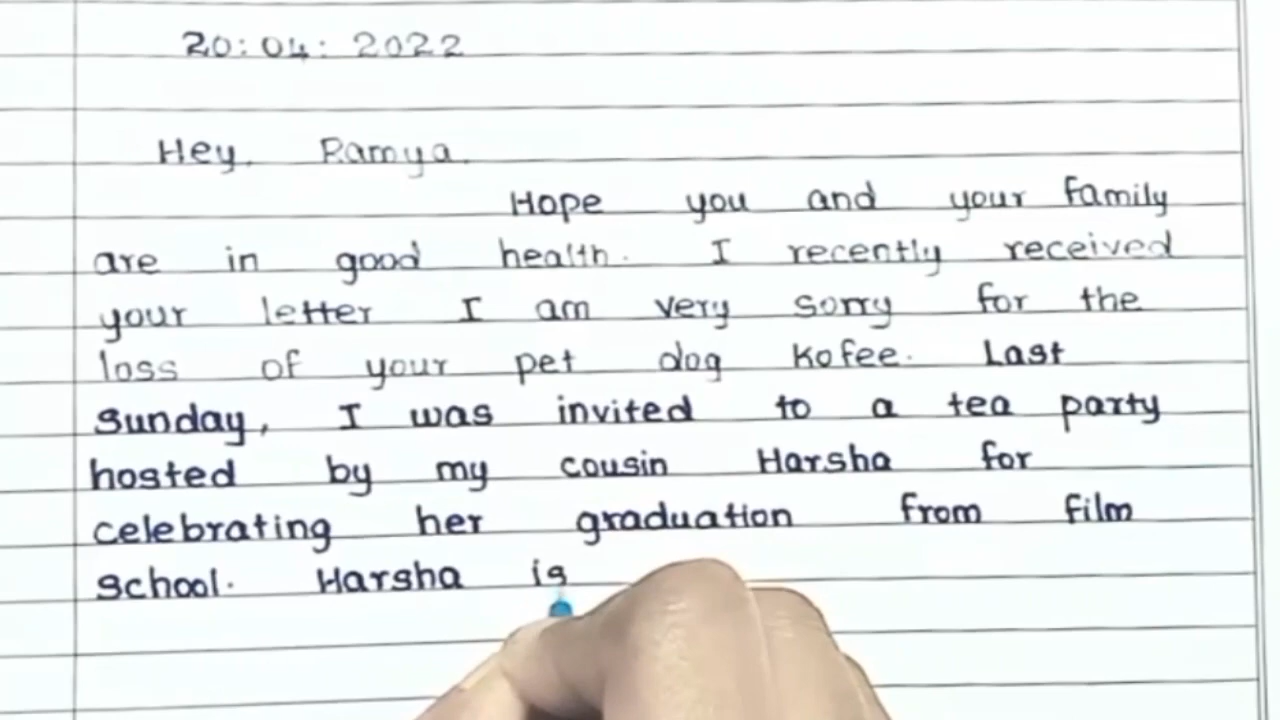 20:04: 2022
Hey. Ramya.
Hope you and your family
are in good health. I recently received
your letter I am very sorry for the
loss of your pet dog Kofee. Last
Sunday, I was invited to a tea party
hosted by my cousin Harsha for
celebrating her graduation from film
school. Harsha is